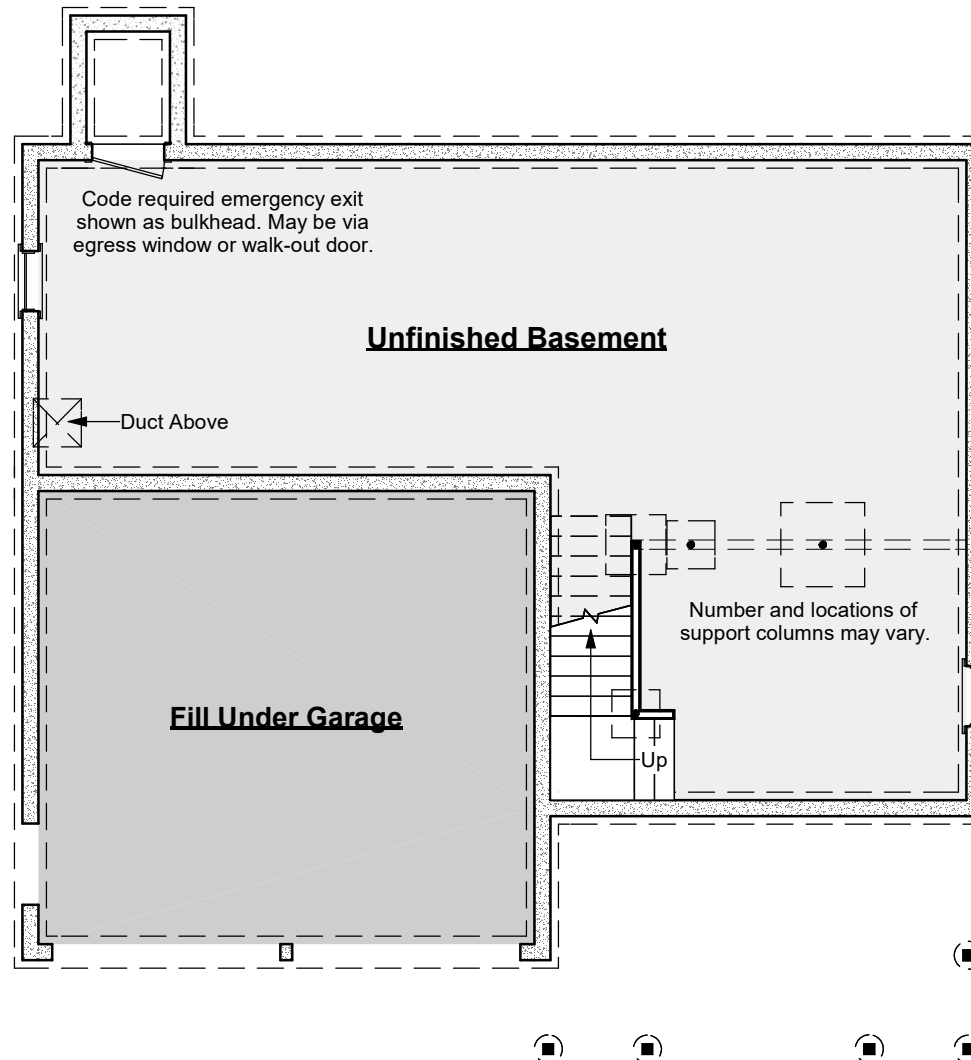 Code required emergency exit
shown as bulkhead. May be via
egress window or walk-out door.
Unfinished Basement
Duct Above
Number and locations of
support columns may vary.
Fill Under Garage
Up